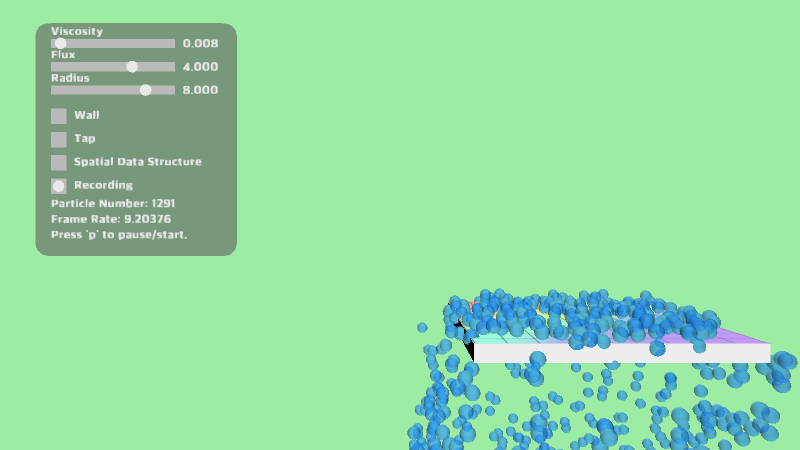 Viscosity
0.008
Flux
4.000
Radius
8.000
Wall
Tap
Spatial Data Structure
Recording
Particle Number: 1291
Frame Rate: 9.20376
Press 'p' to pause/start.